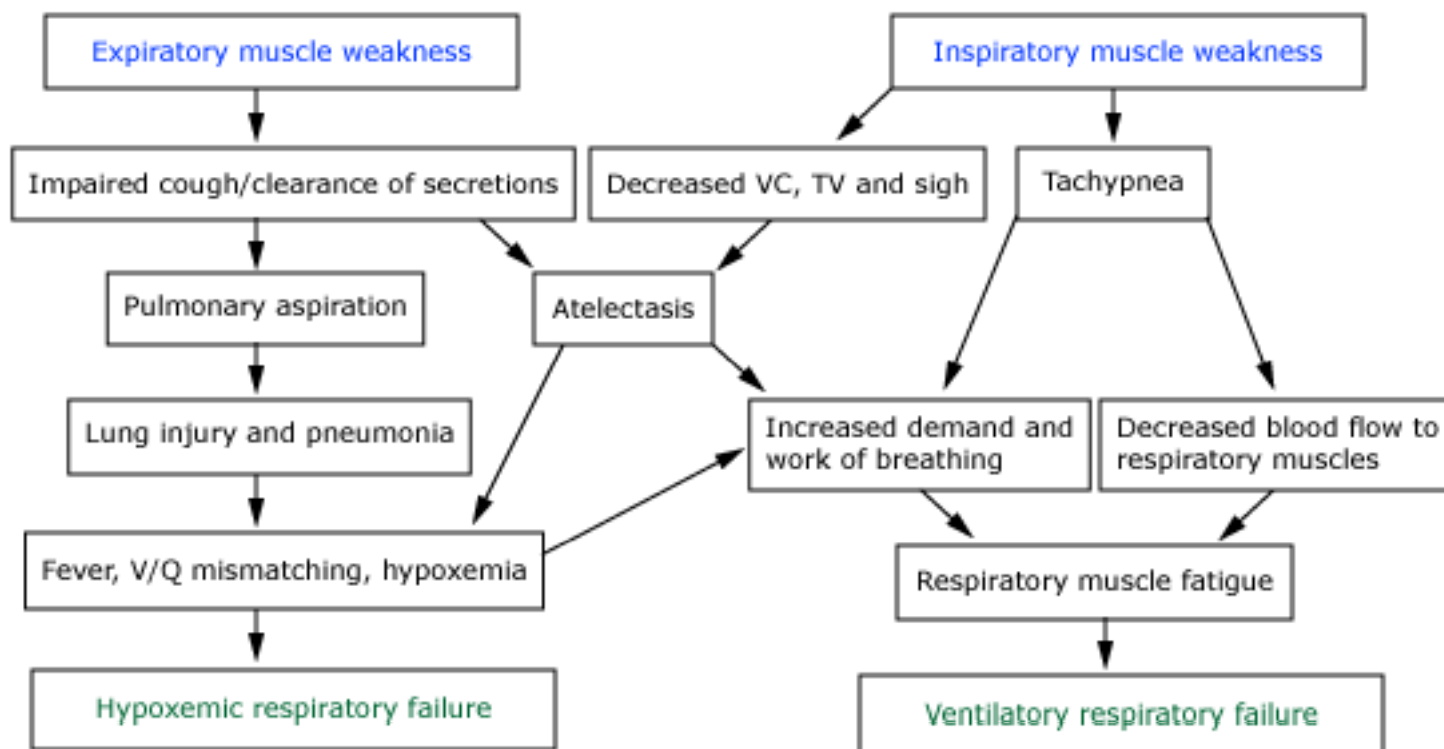 Expiratory muscle weakness
Inspiratory muscle weakness
Impaired cough/clearance of secretions
Decreased VC, TV and sigh
Tachypnea
Pulmonary aspiration
Atelectasis
Lung injury and pneumonia
Increased demand and
work of breathing
Decreased blood flow to
respiratory muscles
Fever, V/Q mismatching, hypoxemia
Respiratory muscle fatigue
Hypoxemic respiratory failure
Ventilatory respiratory failure